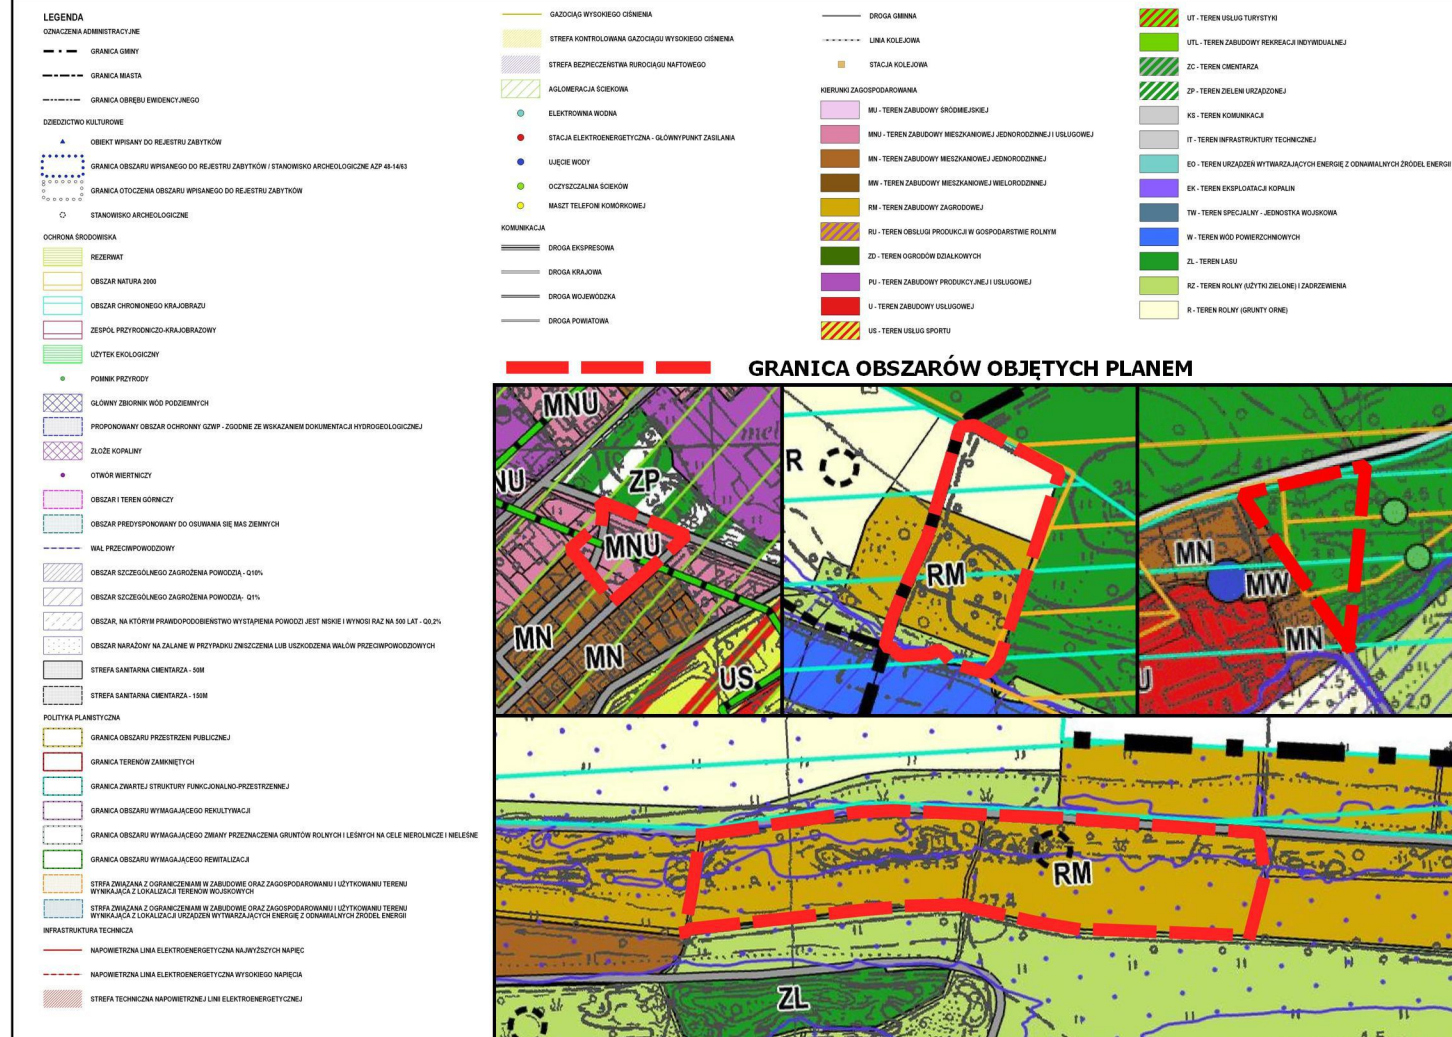 LEGENDA
OZNACZENIA ADMINISTRACYJNE
GRANICA GMINY
GRANICA MIASTA
GRANICA OBRĘBU EWIDENCYJNEGO
DZIEDZICTWO KULTUROWE
OBIEKT WPISANY DO REJESTRU ZABYTKÓW
GRANICA OBSZARU WPISANEGO DO REJESTRU ZABYTKÓW / STANOWISKO ARCHEOLOGICZNE AZP 48-14/63
GRANICA OTOCZENIA OBSZARU WPISANEGO DO REJESTRU ZABYTKÓW
STANOWISKO ARCHEOLOGICZNE
OCHRONA ŚRODOWISKA
REZERWAT
OBSZAR NATURA 2000
OBSZAR CHRONIONEGO KRAJOBRAZU
ZESPÓŁ PRZYRODNICZO-KRAJOBRAZOWY
UŻYTEK EKOLOGICZNY
POMNIK PRZYRODY
GŁÓWNY ZBIORNIK WÓD PODZIEMNYCH
PROPONOWANY OBSZAR OCHRONNY GZWP - ZGODNIE ZE WSKAZANIEM DOKUMENTACJI HYDROGEOLOGICZNEJ
ZŁOŻE KOPALINY
OTWÓR WIERTNICZY
OBSZAR I TEREN GÓRNICZY
OBSZAR PREDYSPONOWANY DO OSUWANIA SIĘ MAS ZIEMNYCH
WAŁ PRZECIWPOWODZIOWY
OBSZAR SZCZEGÓLNEGO ZAGROŻENIA POWODZIĄ - Q10%
OBSZAR SZCZEGÓLNEGO ZAGROŻENIA POWODZIĄ- Q1%
OBSZAR, NA KTÓRYM PRAWDOPODOBIEŃSTWO WYSTĄPIENIA POWODZI JEST NISKIE I WYNOSI RAZ NA 500 LAT - Q0,2%
OBSZAR NARAŻONY NA ZALANIE W PRZYPADKU ZNISZCZENIA LUB USZKODZENIA WAŁÓW PRZECIWPOWODZIOWYCH
STREFA SANITARNA CMENTARZA - 50M
STREFA SANITARNA CMENTARZA - 150M
POLITYKA PLANISTYCZNA
GRANICA OBSZARU PRZESTRZENI PUBLICZNEJ
GRANICA TERENÓW ZAMKNIĘTYCH
GRANICA ZWARTEJ STRUKTURY FUNKCJONALNO-PRZESTRZENNEJ
GRANICA OBSZARU WYMAGAJĄCEGO REKULTYWACJI
GRANICA OBSZARU WYMAGAJĄCEGO ZMIANY PRZEZNACZENIA GRUNTÓW ROLNYCH I LEŚNYCH NA CELE NIEROLNICZE I NIELEŚNE
GRANICA OBSZARU WYMAGAJĄCEGO REWITALIZACJI
STRFA ZWIĄZANA Z OGRANICZENIAMI W ZABUDOWIE ORAZ ZAGOSPODAROWANIU I UŻYTKOWANIU TERENU
WYNIKAJĄCA Z LOKALIZACJI TERENÓW WOJSKOWYCH
STRFA ZWIĄZANA Z OGRANICZENIAMI W ZABUDOWIE ORAZ ZAGOSPODAROWANIU I UŻYTKOWANIU TERENU
WYNIKAJĄCA Z LOKALIZACJI URZĄDZEŃ WYTWARZAJĄCYCH ENERGIĘ Z ODNAWIALNYCH ŹRÓDEŁ ENERGII
INFRASTRUKTURA TECHNICZA
NAPOWIETRZNA LINIA ELEKTROENERGETYCZNA NAJWYŻSZYCH NAPIĘC
NAPOWIETRZNA LINIA ELEKTROENERGETYCZNA WYSOKIEGO NAPIĘCIA
STREFA TECHNICZNA NAPOWIETRZNEJ LINII ELEKTROENERGETYCZNEJ
GAZOCIĄG WYSOKIEGO CIŚNIENIA
STREFA KONTROLOWANA GAZOCIĄGU WYSOKIEGO CIŚNIENIA
STREFA BEZPIECZEŃSTWA RUROCIĄGU NAFTOWEGO
AGLOMERACJA ŚCIEKOWA
ELEKTROWNIA WODNA
STACJA ELEKTROENERGETYCZNA - GŁÓWNYPUNKT ZASILANIA
UJĘCIE WODY
OCZYSZCZALNIA ŚCIEKÓW
MASZT TELEFONI KOMÓRKOWEJ
KOMUNIKACJA
DROGA EKSPRESOWA
DROGA KRAJOWA
DROGA WOJEWÓDZKA
DROGA POWIATOWA
DROGA GMINNA
LINIA KOLEJOWA
STACJA KOLEJOWA
KIERUNKI ZAGOSPODAROWANIA
MU - TEREN ZABUDOWY ŚRÓDMIEJSKIEJ
MNU - TEREN ZABUDOWY MIESZKANIOWEJ JEDNORODZINNEJ I USŁUGOWEJ
MN - TEREN ZABUDOWY MIESZKANIOWEJ JEDNORODZINNEJ
MW - TEREN ZABUDOWY MIESZKANIOWEJ WIELORODZINNEJ
RM - TEREN ZABUDOWY ZAGRODOWEJ
RU - TEREN OBSŁUGI PRODUKCJI W GOSPODARSTWIE ROLNYM
ZD - TEREN OGRODÓW DZIAŁKOWYCH
PU - TEREN ZABUDOWY PRODUKCYJNEJ I USŁUGOWEJ
U - TEREN ZABUDOWY USŁUGOWEJ
US - TEREN USŁUG SPORTU
UT - TEREN USŁUG TURYSTYKI
UTL - TEREN ZABUDOWY REKREACJI INDYWIDUALNEJ
ZC - TEREN CMENTARZA
ZP - TEREN ZIELENI URZĄDZONEJ
KS - TEREN KOMUNIKACJI
IT - TEREN INFRASTRUKTURY TECHNICZNEJ
EO - TEREN URZĄDZEŃ WYTWARZAJĄCYCH ENERGIĘ Z ODNAWIALNYCH ŹRÓDEŁ ENERGII
EK - TEREN EKSPLOATACJI KOPALIN
TW - TEREN SPECJALNY - JEDNOSTKA WOJSKOWA
W - TEREN WÓD POWIERZCHNIOWYCH
ZL - TEREN LASU
RZ - TEREN ROLNY (UŻYTKI ZIELONE) I ZADRZEWIENIA
R - TEREN ROLNY (GRUNTY ORNE)
GRANICA OBSZARÓW OBJĘTYCH PLANEM
MNU
NU
ZP
MNU
MN
MN
US
R
RM
MN
MW
MN
U
4.5
2,0
RM
27,4
ZL
4.5